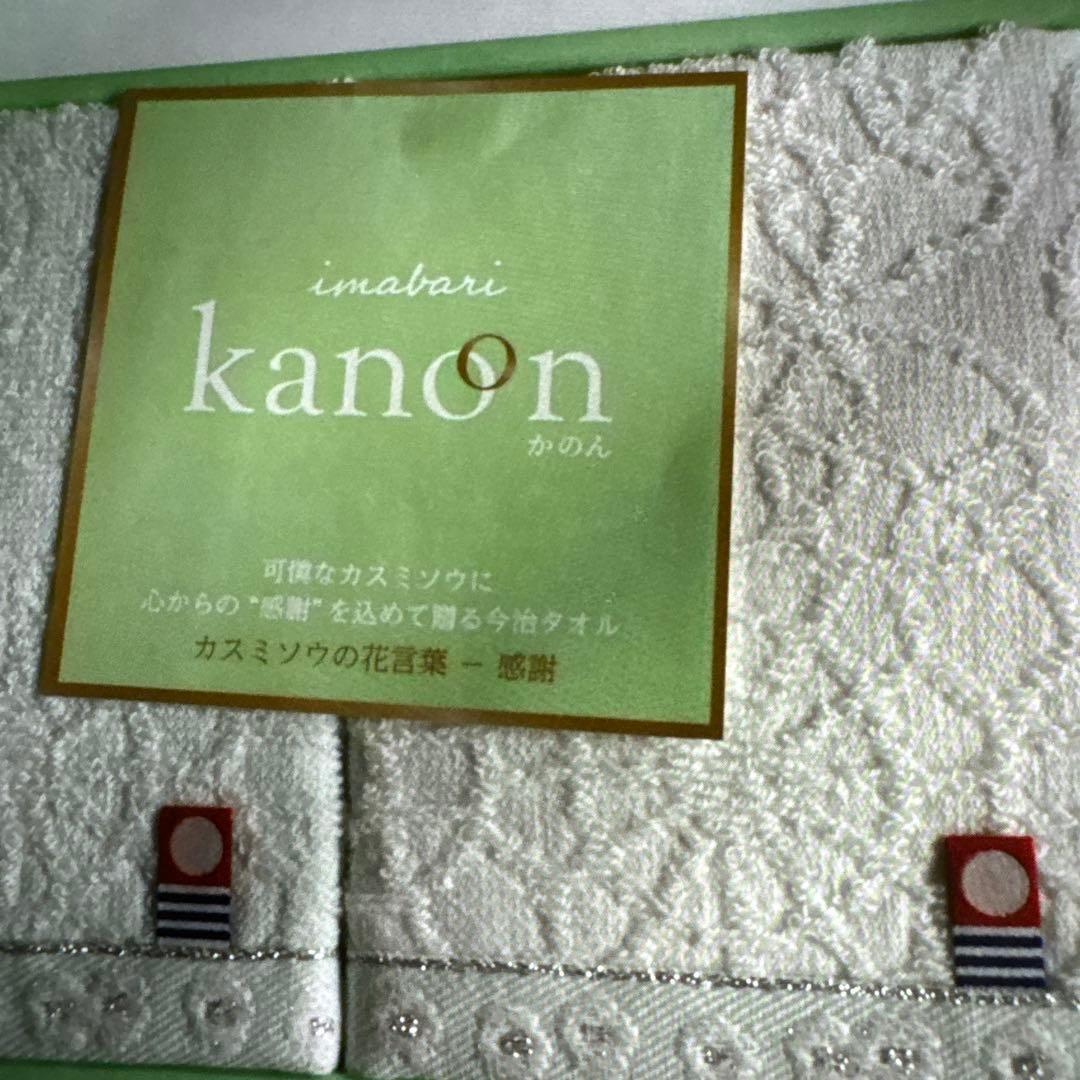 imabari
kanon
かのん
可憐なカスミソウに
心からの“感謝”を込めて贈る今治タオル
カスミソウの花言葉 − 感謝